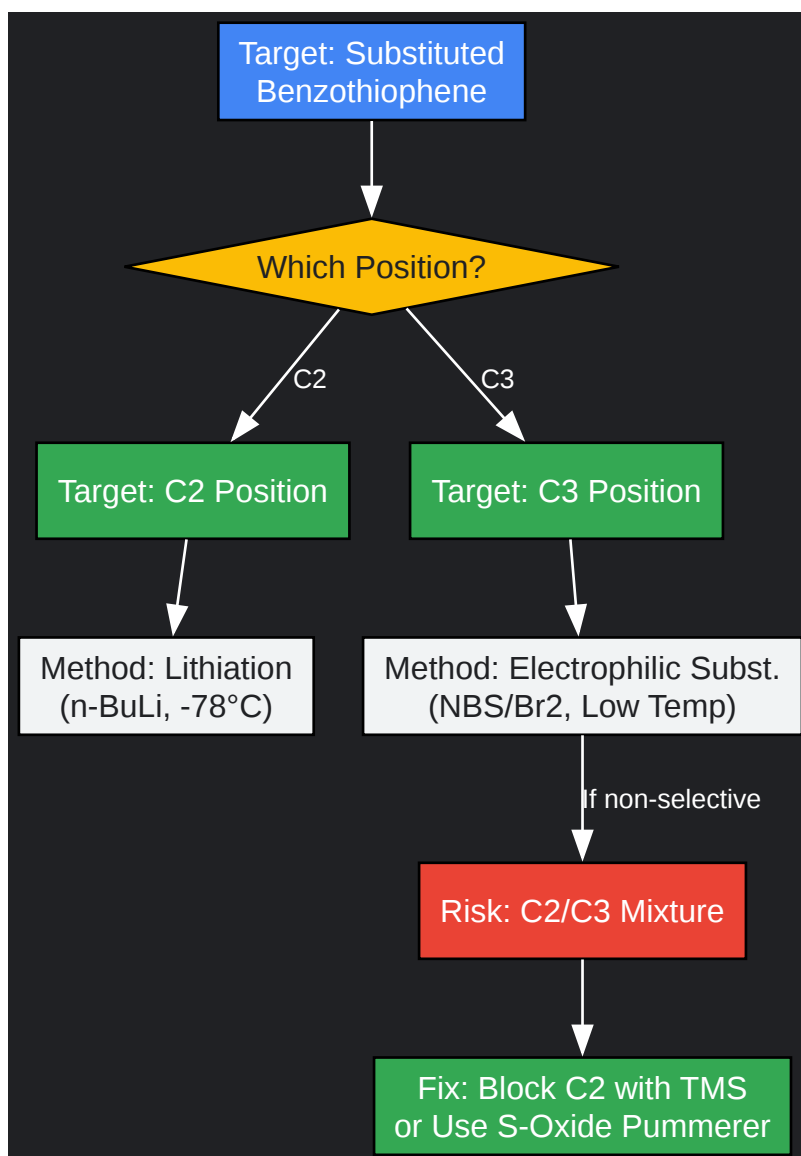 Target: Substituted
Benzothiophene
Which Position?
C2
C3
Target: C2 Position
Target: C3 Position
Method: Lithiation
(n-BuLi, -78°C)
Method: Electrophilic Subst.
(NBS/Br2, Low Temp)
If non-selective
Risk: C2/C3 Mixture
Fix: Block C2 with TMS
or Use S-Oxide Pummerer